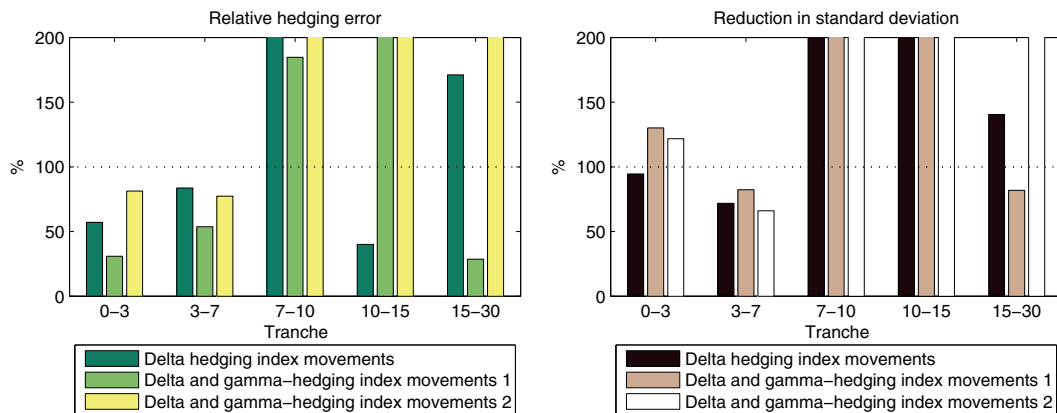 Relative hedging error
200
150
100
50
0
%
0−3 3−7 7−10 10−15 15−30
Tranche
Delta hedging index movements
Delta and gamma−hedging index movements 1
Delta and gamma−hedging index movements 2
Reduction in standard deviation
200
150
100
50
0
%
0−3 3−7 7−10 10−15 15−30
Tranche
Delta hedging index movements
Delta and gamma−hedging index movements 1
Delta and gamma−hedging index movements 2